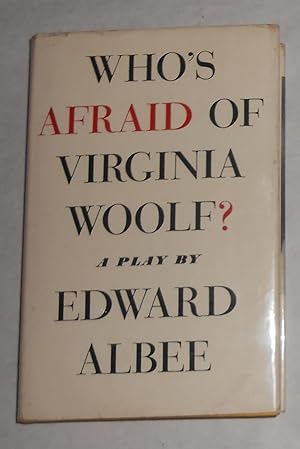 WHO'S
AFRAID OF
VIRGINIA
WOOLF?
A PLAY BY
EDWARD
ALBEE